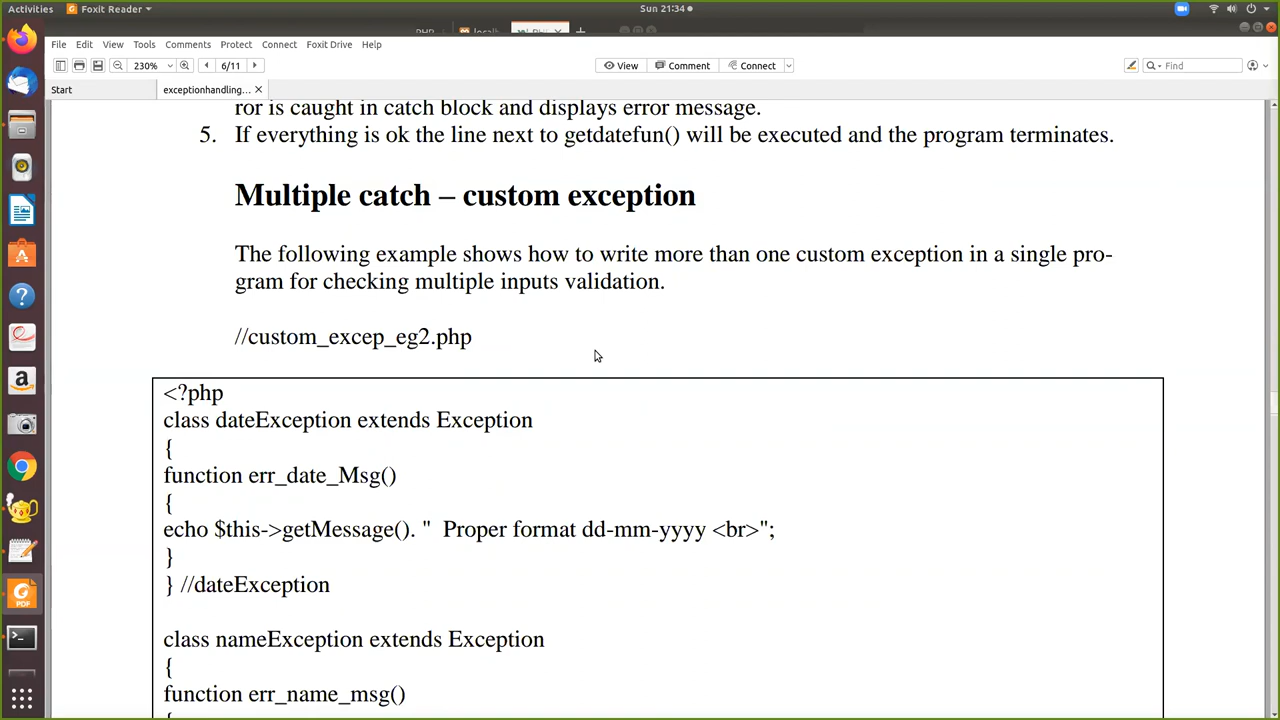 Activities
Foxit Reader
Sun 21:34
File Edit View Tools Comments Protect Connect Foxit Drive Help
230% 6/11 View Comment Connect Find
Start exceptionhandling...
ror is caught in catch block and displays error message.
5. If everything is ok the line next to getdatefun() will be executed and the program terminates.
Multiple catch – custom exception
The following example shows how to write more than one custom exception in a single pro-
gram for checking multiple inputs validation.
//custom_excep_eg2.php
<?php
class dateException extends Exception
{
function err_date_Msg()
{
echo $this->getMessage(). "  Proper format dd-mm-yyyy <br>";
}
} //dateException
class nameException extends Exception
{
function err_name_msg()